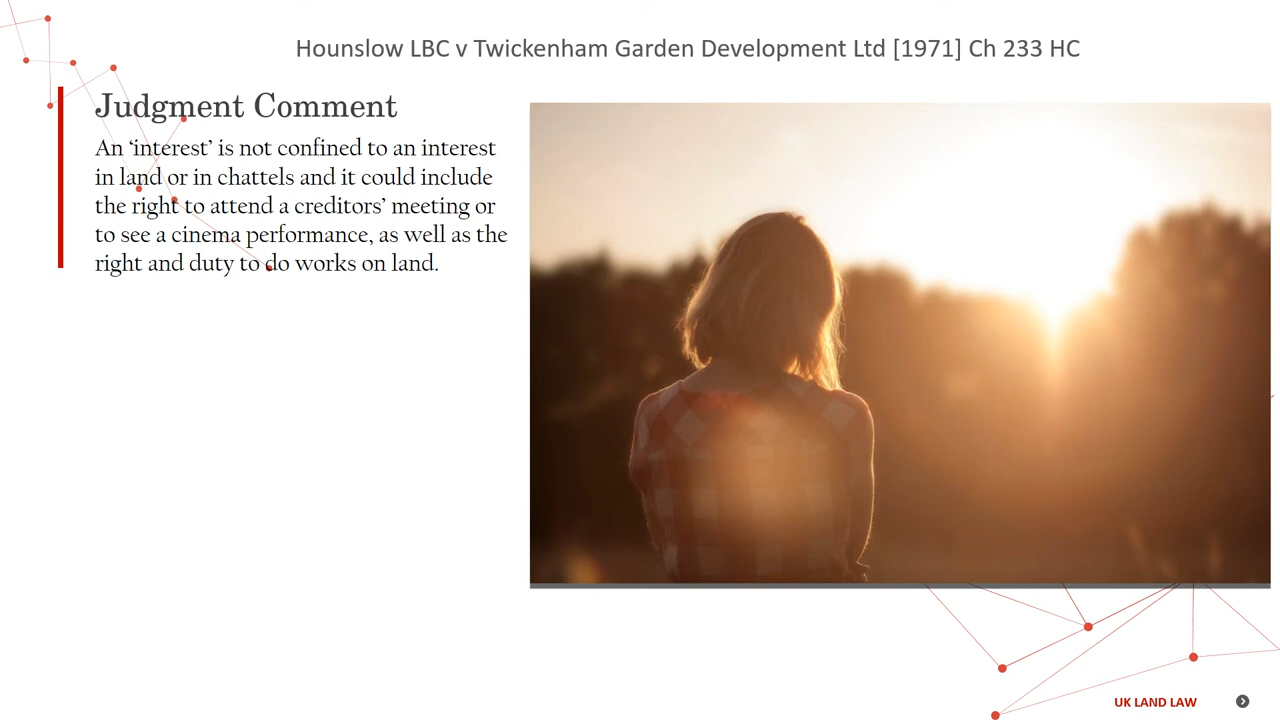 Hounslow LBC v Twickenham Garden Development Ltd [1971] Ch 233 HC
Judgment Comment
An ‘interest’ is not confined to an interest
in land or in chattels and it could include
the right to attend a creditors’ meeting or
to see a cinema performance, as well as the
right and duty to do works on land.
UK LAND LAW